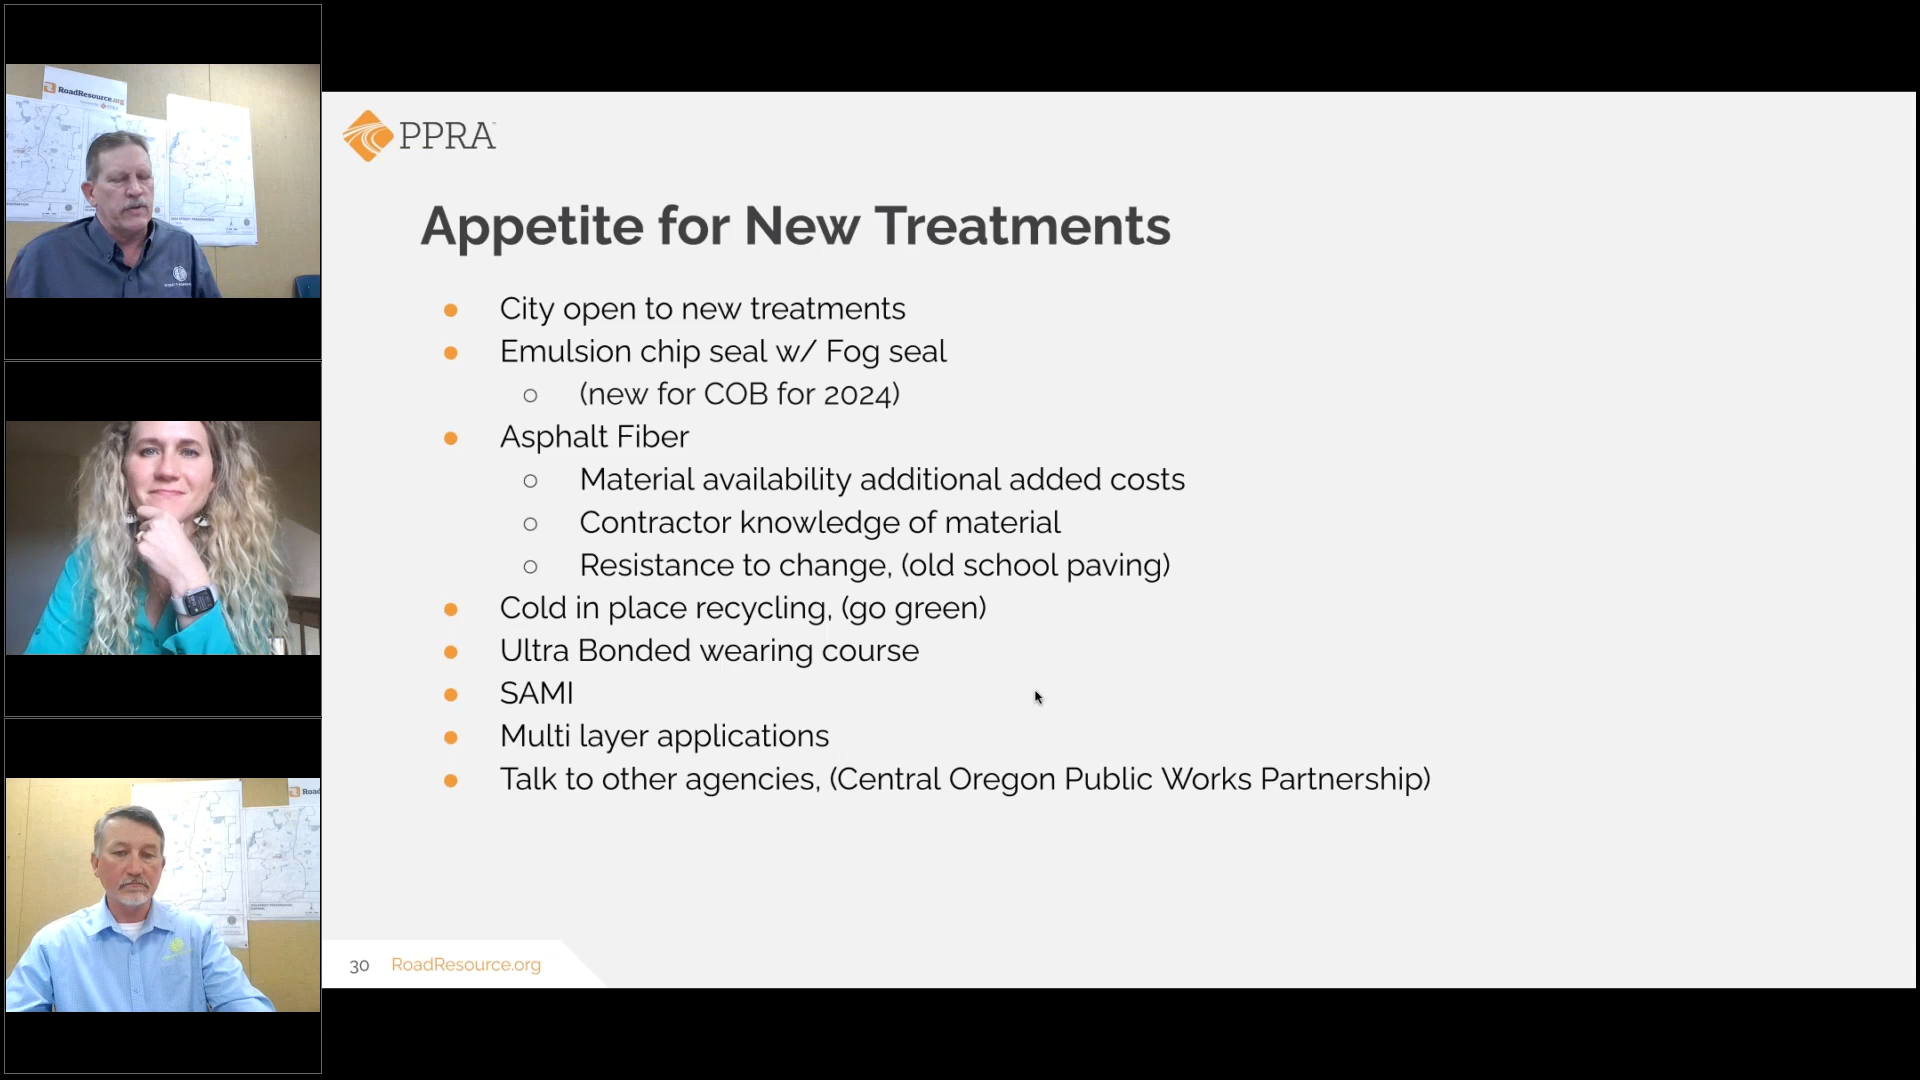 RoadResource.org
PPRA™
Appetite for New Treatments
● City open to new treatments
● Emulsion chip seal w/ Fog seal
○ (new for COB for 2024)
● Asphalt Fiber
○ Material availability additional added costs
○ Contractor knowledge of material
○ Resistance to change, (old school paving)
● Cold in place recycling, (go green)
● Ultra Bonded wearing course
● SAMI
● Multi layer applications
● Talk to other agencies, (Central Oregon Public Works Partnership)
30 RoadResource.org